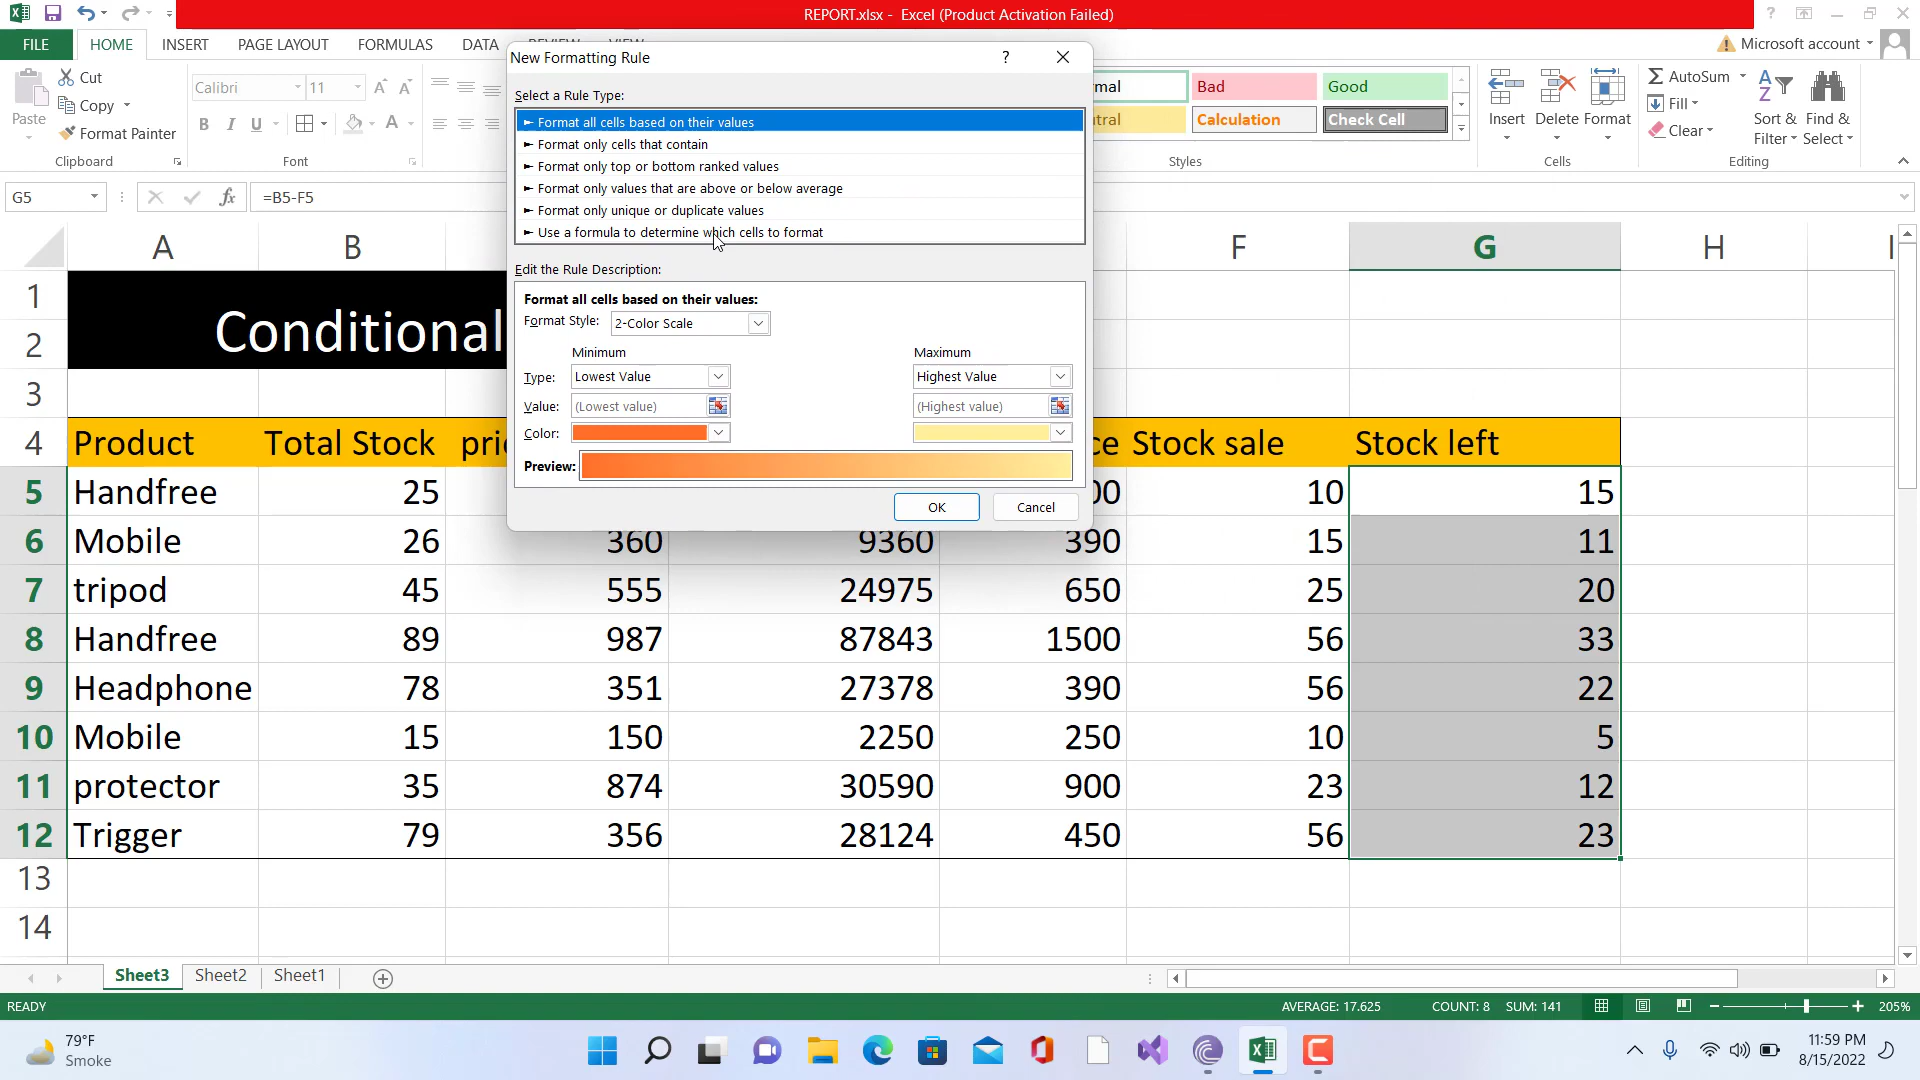 REPORT.xlsx - Excel (Product Activation Failed)
FILE
HOME
INSERT
PAGE LAYOUT
FORMULAS
DATA
REVIEW
VIEW
Microsoft account
Paste
Cut
Copy
Format Painter
Clipboard
Calibri
11
B I U
Font
Bad
Good
Calculation
Check Cell
Styles
Insert
Delete
Format
Cells
AutoSum
Fill
Clear
Sort & Filter
Find & Select
Editing
G5
=B5-F5
New Formatting Rule
Select a Rule Type:
► Format all cells based on their values
► Format only cells that contain
► Format only top or bottom ranked values
► Format only values that are above or below average
► Format only unique or duplicate values
► Use a formula to determine which cells to format
Edit the Rule Description:
Format all cells based on their values:
Format Style: 2-Color Scale
Minimum Maximum
Type: Lowest Value Highest Value
Value: (Lowest value) (Highest value)
Color:
Preview:
OK Cancel
A B F G H I
1
2
Conditional
3
4 Product Total Stock Stock sale Stock left
5 Handfree 25 10 15
6 Mobile 26 360 9360 390 15 11
7 tripod 45 555 24975 650 25 20
8 Handfree 89 987 87843 1500 56 33
9 Headphone 78 351 27378 390 56 22
10 Mobile 15 150 2250 250 10 5
11 protector 35 874 30590 900 23 12
12 Trigger 79 356 28124 450 56 23
13
14
Sheet3 Sheet2 Sheet1
READY
AVERAGE: 17.625 COUNT: 8 SUM: 141
205%
79°F
Smoke
11:59 PM
8/15/2022